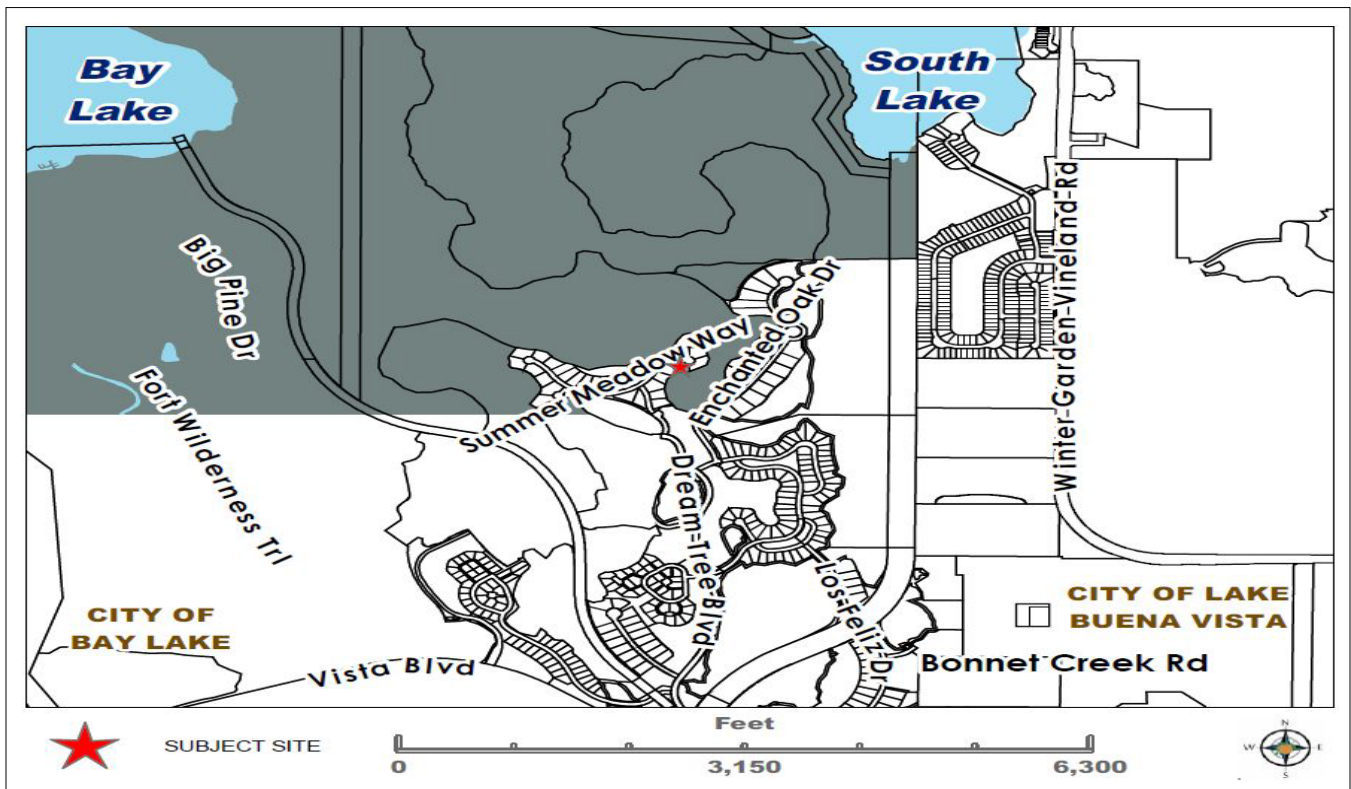 Bay
Lake
South
Lake
Big Pine Dr
Winter-Garden-Vineland-Rd
Enchanted Oak Dr
Summer Meadow Way
Fort Wilderness Trl
Dream-Tree-Blvd
Los-Feliz-Dr
CITY OF
BAY LAKE
CITY OF LAKE
BUENA VISTA
Vista Blvd
Bonnet Creek Rd
SUBJECT SITE
Feet
0
3,150
6,300
N
W
E
S